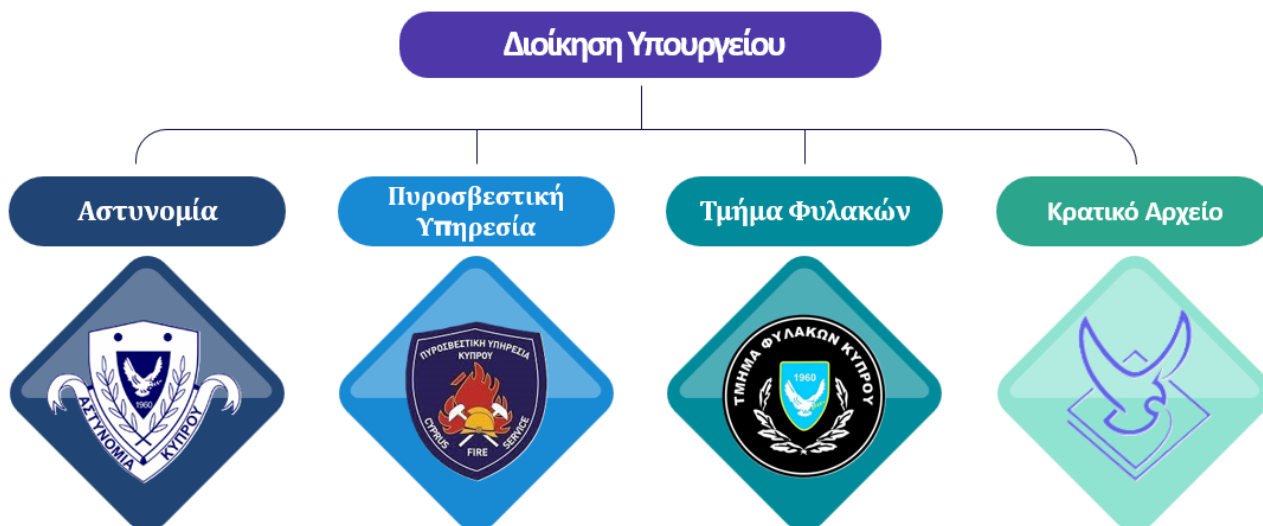 Διοίκηση Υπουργείου
Αστυνομία
Πυροσβεστική
Υπηρεσία
Τμήμα Φυλακών
Κρατικό Αρχείο
1960
ΑΣΤΥΝΟΜΙΑ ΚΥΠΡΟΥ
ΠΥΡΟΣΒΕΣΤΙΚΗ ΥΠΗΡΕΣΙΑ
ΚΥΠΡΟΥ
CYPRUS FIRE SERVICE
ΤΜΗΜΑ ΦΥΛΑΚΩΝ ΚΥΠΡΟΥ
1960